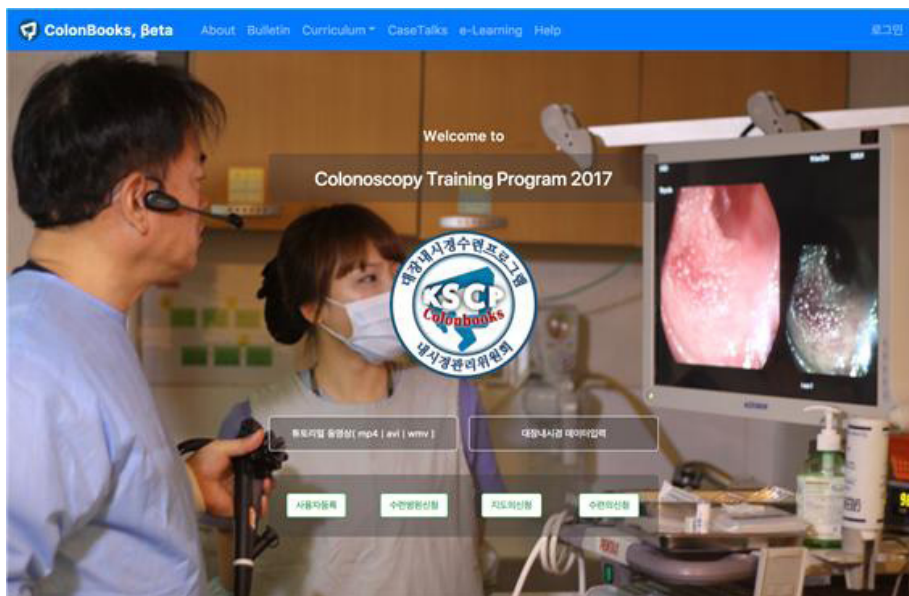 ColonBooks, βeta
About Bulletin Curriculum CaseTalks e-Learning Help
로그인
Welcome to
Colonoscopy Training Program 2017
대장내시경수련프로그램
KSCP
Colonbooks
내시경관리위원회
튜토리얼 동영상( mp4 | avi | wmv )
대장내시경 데이터입력
사용자등록
수련병원신청
지도의신청
수련의신청